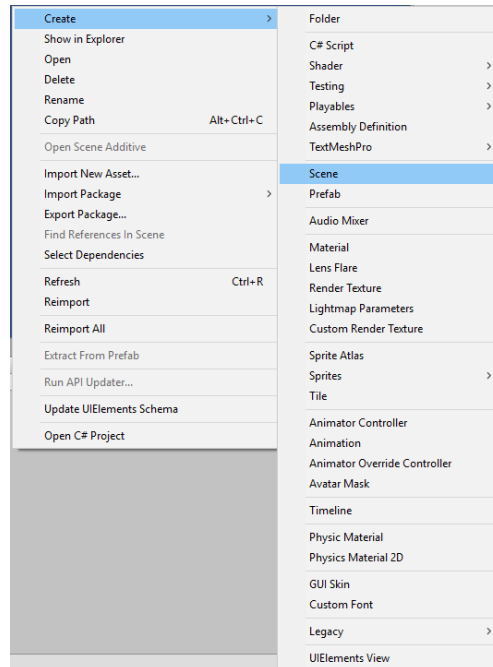 Create
Show in Explorer
Open
Delete
Rename
Copy Path Alt+Ctrl+C
Open Scene Additive
Import New Asset...
Import Package
Export Package...
Find References In Scene
Select Dependencies
Refresh Ctrl+R
Reimport
Reimport All
Extract From Prefab
Run API Updater...
Update UIElements Schema
Open C# Project
Folder
C# Script
Shader
Testing
Playables
Assembly Definition
TextMeshPro
Scene
Prefab
Audio Mixer
Material
Lens Flare
Render Texture
Lightmap Parameters
Custom Render Texture
Sprite Atlas
Sprites
Tile
Animator Controller
Animation
Animator Override Controller
Avatar Mask
Timeline
Physic Material
Physics Material 2D
GUI Skin
Custom Font
Legacy
UIElements View